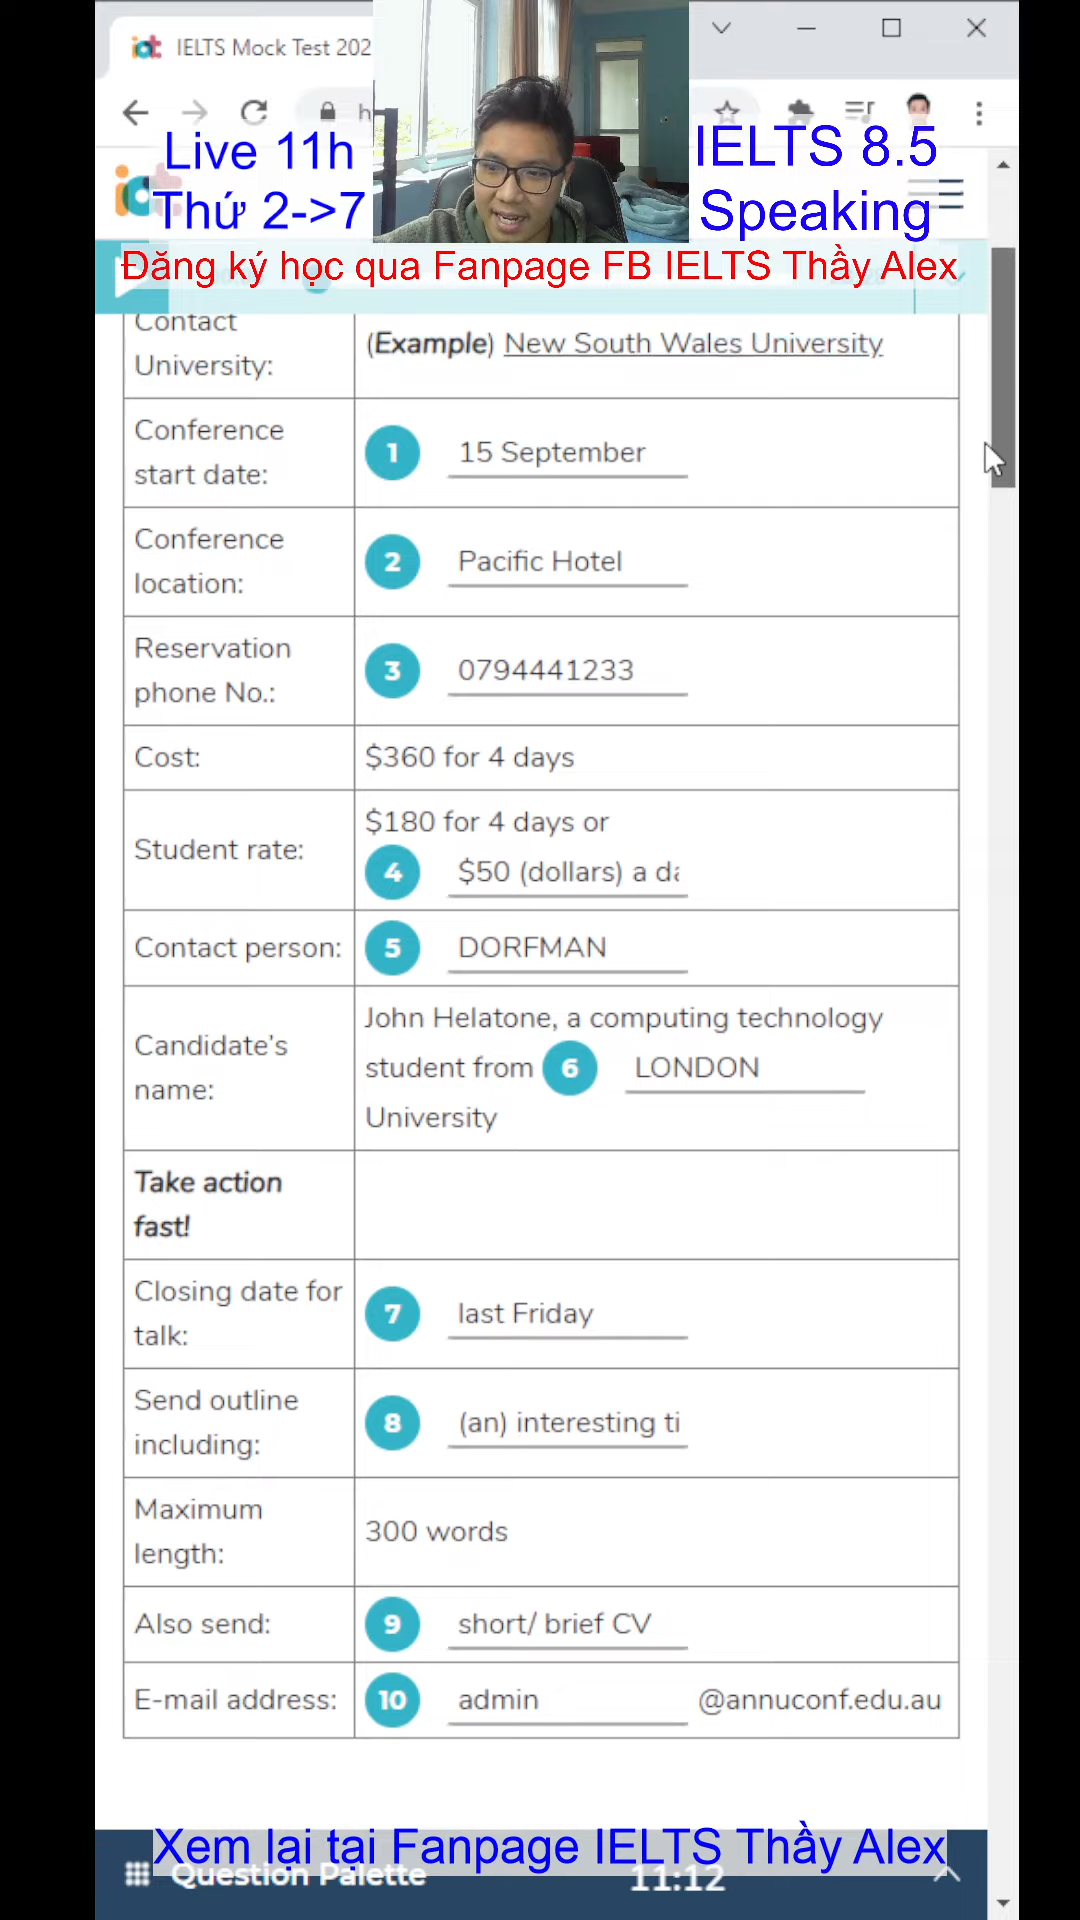 IELTS Mock Test 202
Live 11h
Thứ 2->7
IELTS 8.5
Speaking
Đăng ký học qua Fanpage FB IELTS Thầy Alex
Contact
University:
(Example) New South Wales University
Conference
start date:
1 15 September
Conference
location:
2 Pacific Hotel
Reservation
phone No.:
3 0794441233
Cost:
$360 for 4 days
Student rate:
$180 for 4 days or
4 $50 (dollars) a da
Contact person:
5 DORFMAN
Candidate's
name:
John Helatone, a computing technology
student from 6 LONDON
University
Take action
fast!
Closing date for
talk:
7 last Friday
Send outline
including:
8 (an) interesting ti
Maximum
length:
300 words
Also send:
9 short/ brief CV
E-mail address:
10 admin @annuconf.edu.au
Xem lại tại Fanpage IELTS Thầy Alex
Question Palette
11:12